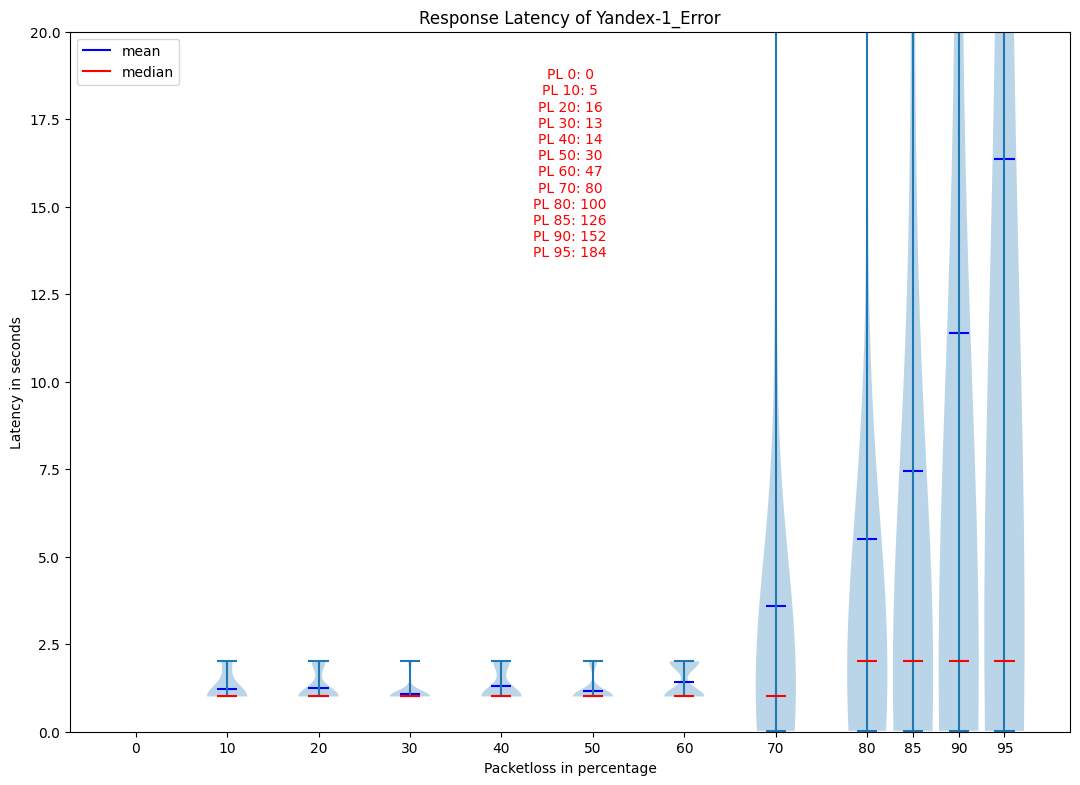 Response Latency of Yandex-1_Error
20.0
17.5
15.0
12.5
10.0
7.5
5.0
2.5
0.0
Latency in seconds
mean
median
PL 0: 0
PL 10: 5
PL 20: 16
PL 30: 13
PL 40: 14
PL 50: 30
PL 60: 47
PL 70: 80
PL 80: 100
PL 85: 126
PL 90: 152
PL 95: 184
0 10 20 30 40 50 60 70 80 85 90 95
Packetloss in percentage